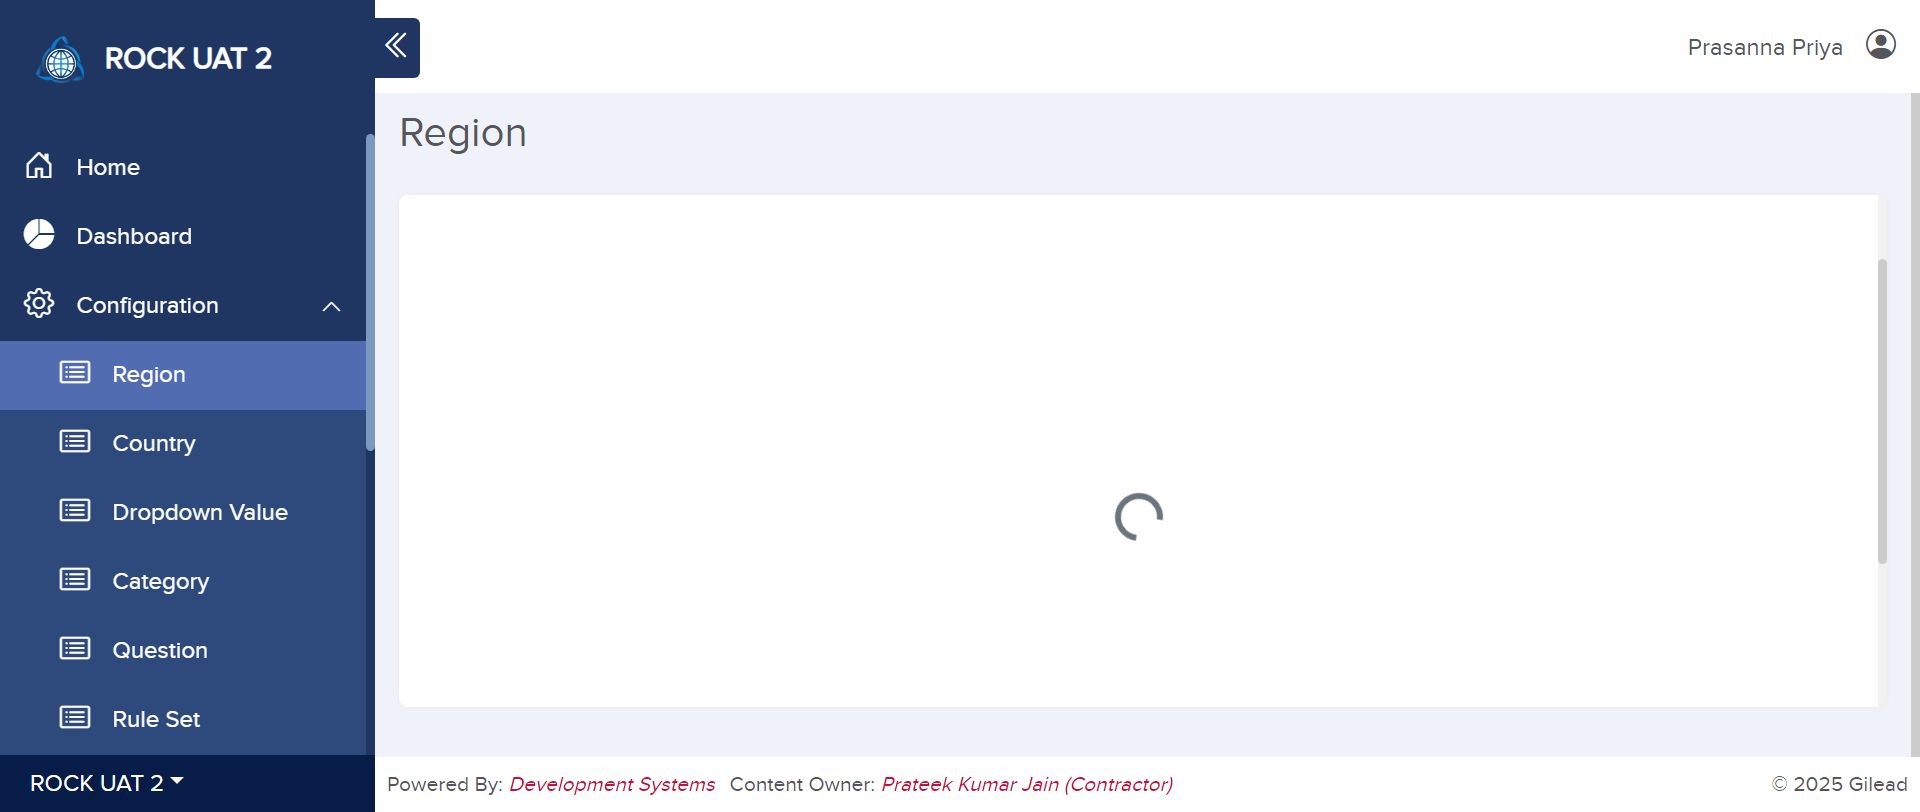 ROCK UAT 2
Prasanna Priya
Home
Dashboard
Configuration
Region
Country
Dropdown Value
Category
Question
Rule Set
ROCK UAT 2
Region
Powered By: Development Systems Content Owner: Prateek Kumar Jain (Contractor)
© 2025 Gilead